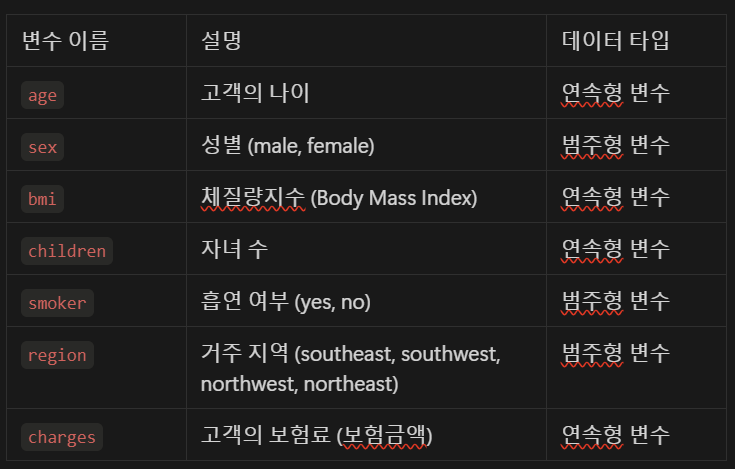 변수 이름 설명 데이터 타입
age 고객의 나이 연속형 변수
sex 성별 (male, female) 범주형 변수
bmi 체질량지수 (Body Mass Index) 연속형 변수
children 자녀 수 연속형 변수
smoker 흡연 여부 (yes, no) 범주형 변수
region 거주 지역 (southeast, southwest, 범주형 변수
northwest, northeast)
charges 고객의 보험료 (보험금액) 연속형 변수